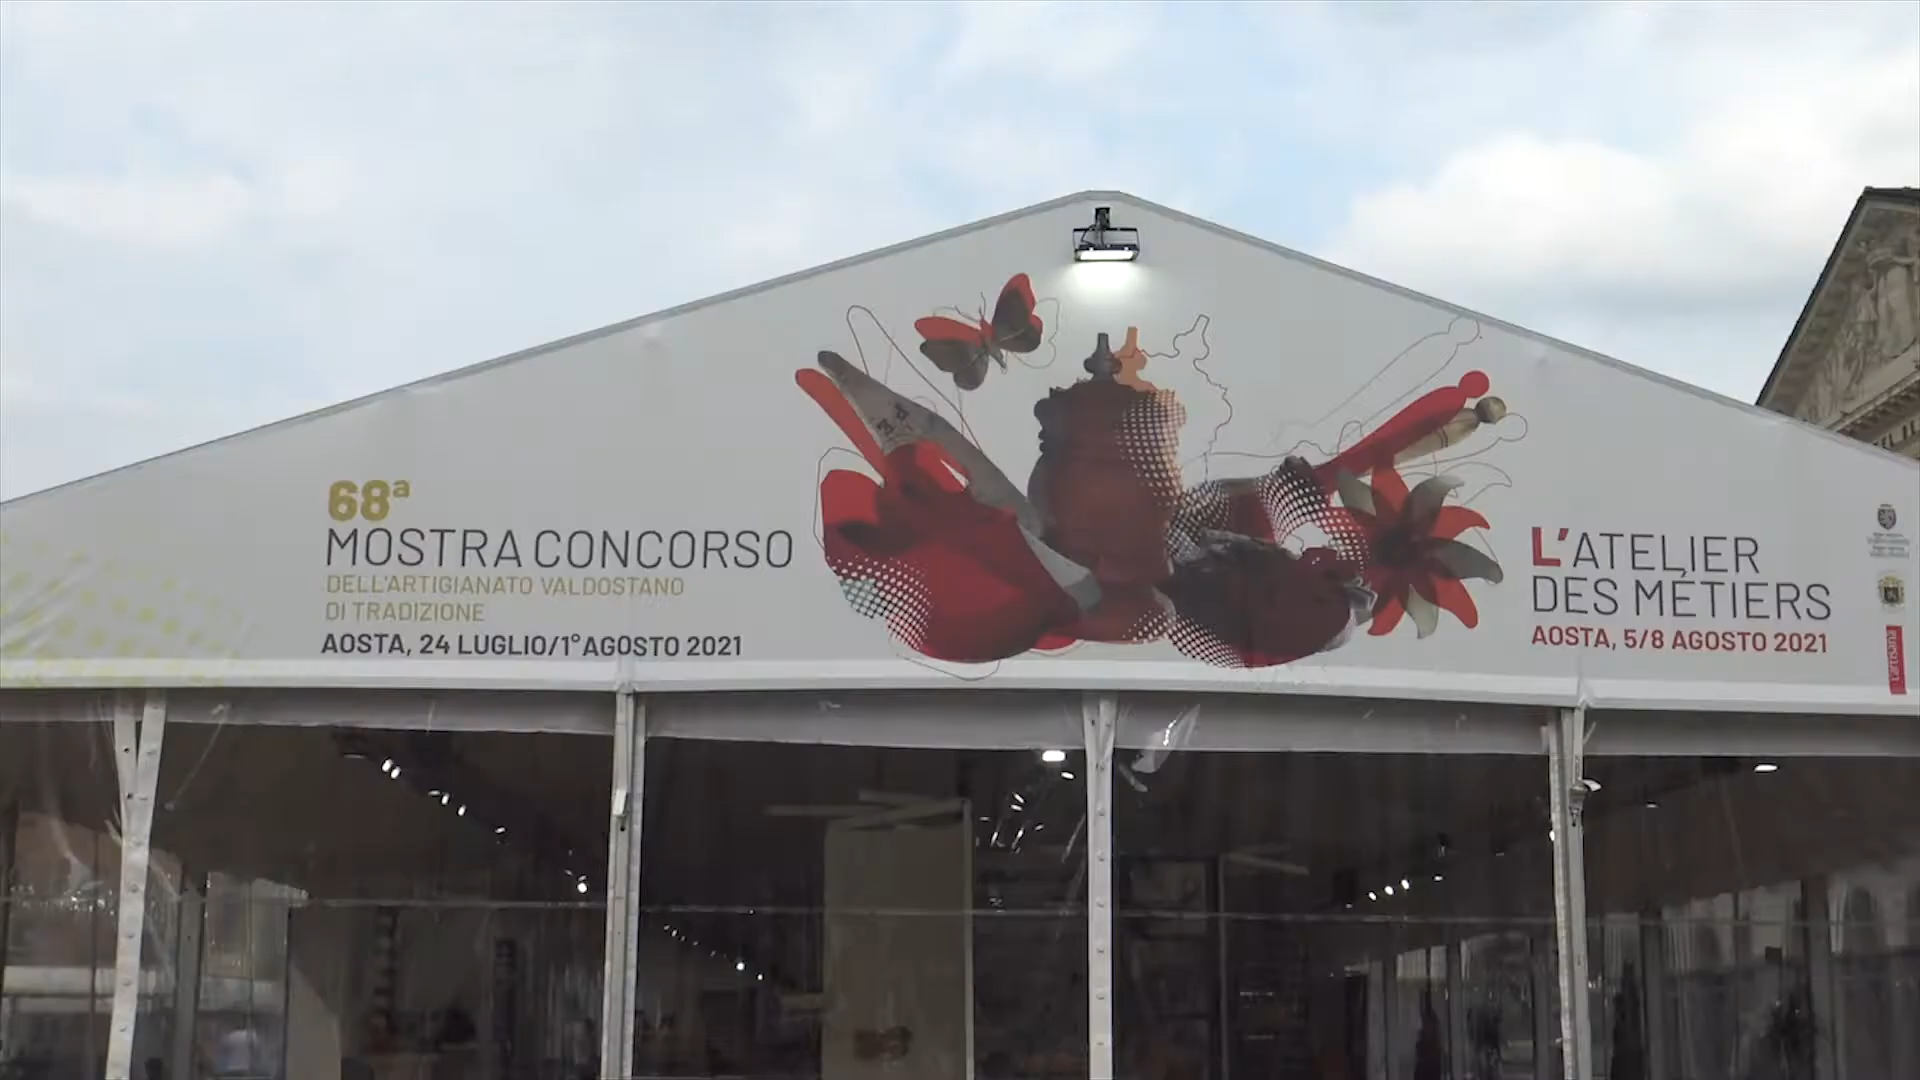 68ª
MOSTRA CONCORSO
DELL'ARTIGIANATO VALDOSTANO
DI TRADIZIONE
AOSTA, 24 LUGLIO/1° AGOSTO 2021
L'ATELIER
DES MÉTIERS
AOSTA, 5/8 AGOSTO 2021
L'artisanà